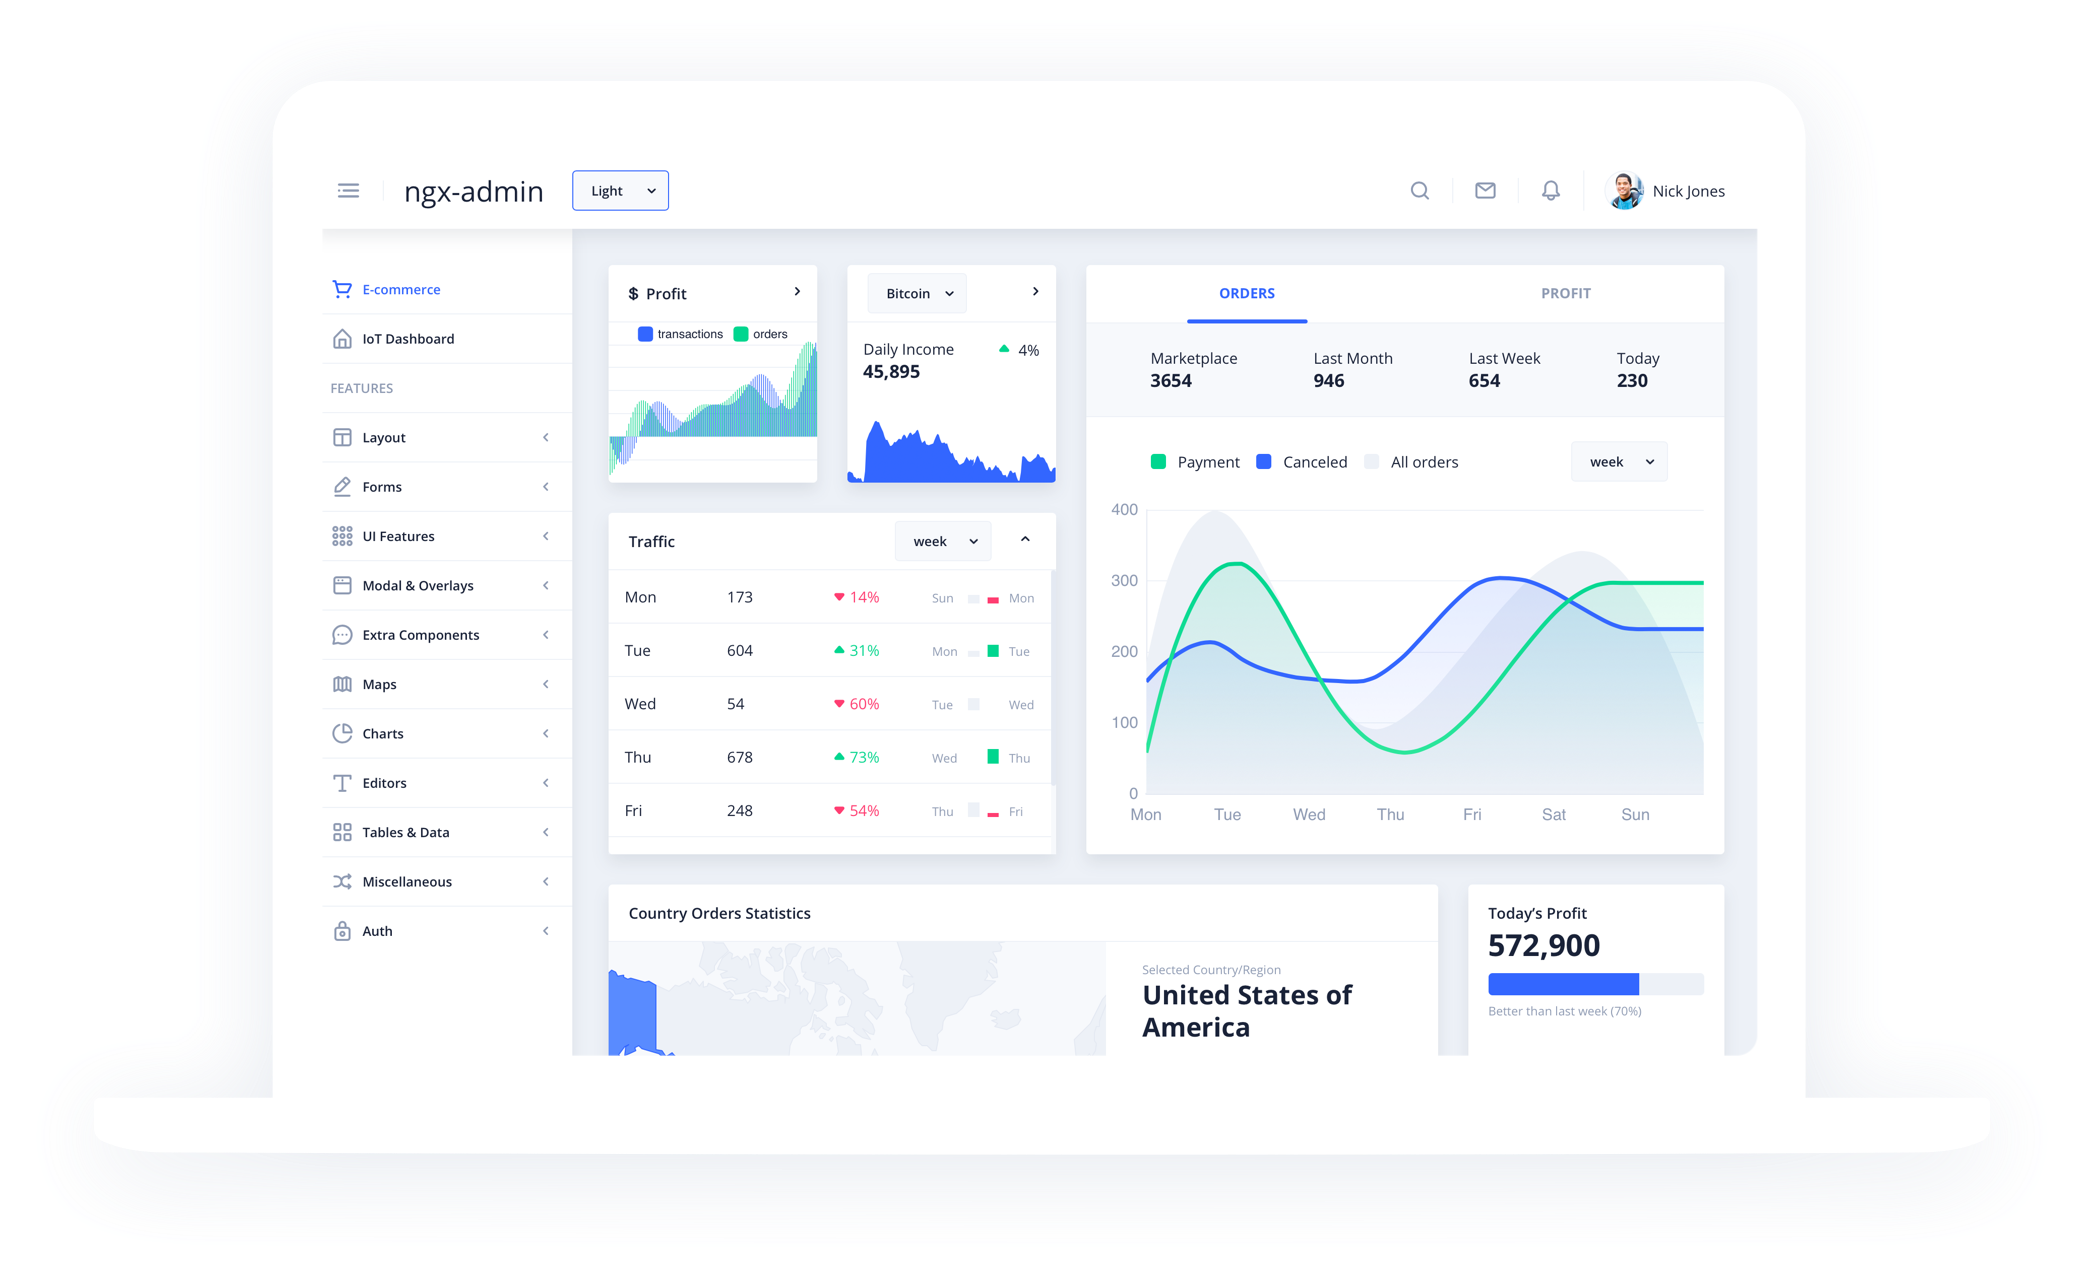 ngx-admin
Light
Nick Jones
E-commerce
IoT Dashboard
FEATURES
Layout
Forms
UI Features
Modal & Overlays
Extra Components
Maps
Charts
Editors
Tables & Data
Miscellaneous
Auth
$ Profit
transactions orders
Bitcoin
Daily Income 4%
45,895
Traffic week
Mon 173 14% Sun Mon
Tue 604 31% Mon Tue
Wed 54 60% Tue Wed
Thu 678 73% Wed Thu
Fri 248 54% Thu Fri
ORDERS PROFIT
Marketplace Last Month Last Week Today
3654 946 654 230
Payment Canceled All orders week
400
300
200
100
0
Mon Tue Wed Thu Fri Sat Sun
Country Orders Statistics
Selected Country/Region
United States of
America
Today’s Profit
572,900
Better than last week (70%)